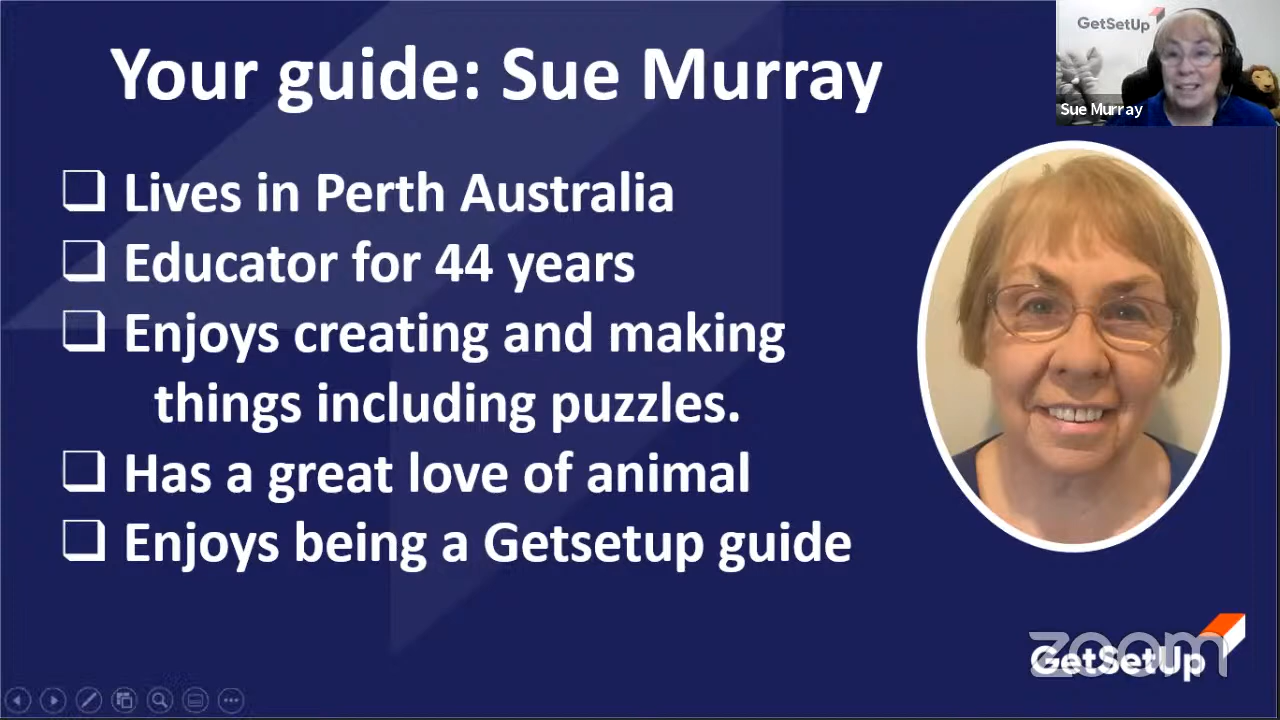 Your guide: Sue Murray
GetSetUp
Sue Murray
❑ Lives in Perth Australia
❑ Educator for 44 years
❑ Enjoys creating and making
things including puzzles.
❑ Has a great love of animal
❑ Enjoys being a Getsetup guide
zoom
GetSetUp